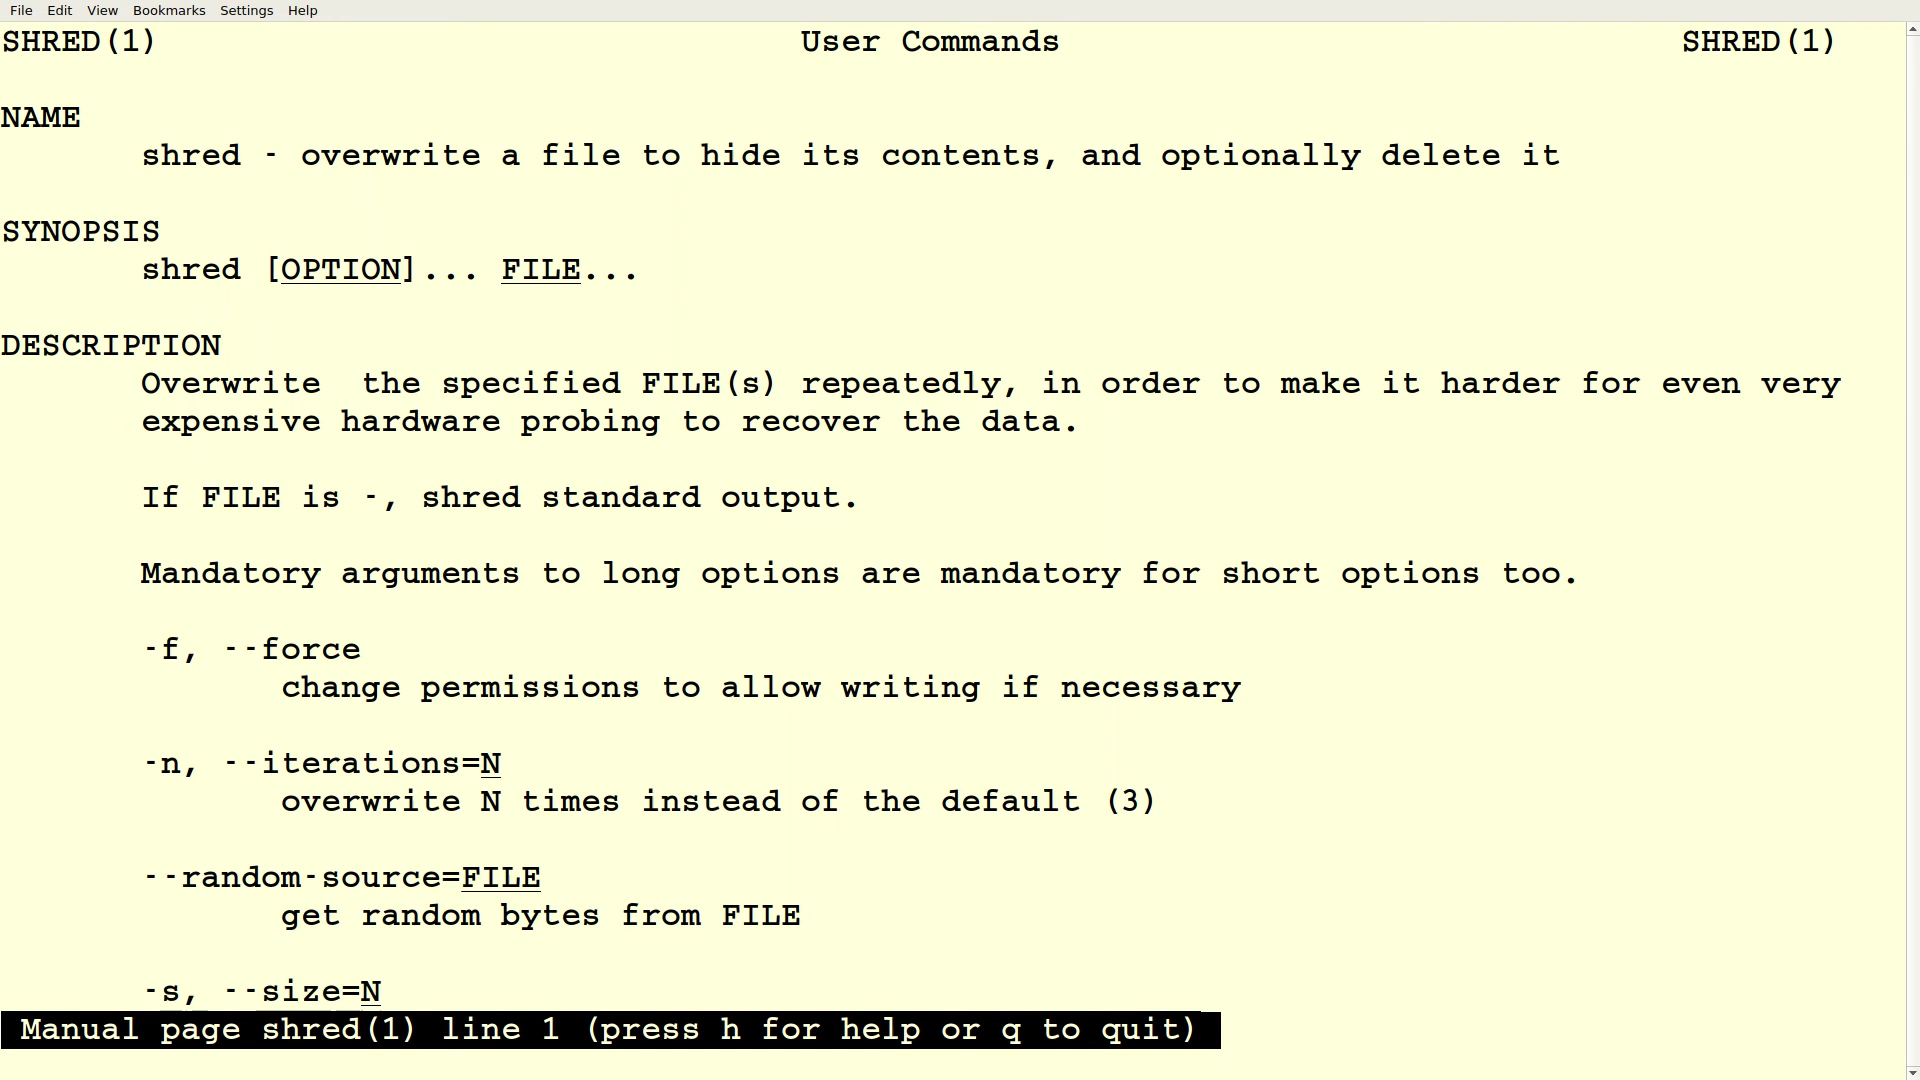 File Edit View Bookmarks Settings Help
SHRED(1) User Commands SHRED(1)
NAME
shred - overwrite a file to hide its contents, and optionally delete it
SYNOPSIS
shred [OPTION]... FILE...
DESCRIPTION
Overwrite  the specified FILE(s) repeatedly, in order to make it harder for even very
expensive hardware probing to recover the data.
If FILE is -, shred standard output.
Mandatory arguments to long options are mandatory for short options too.
-f, --force
change permissions to allow writing if necessary
-n, --iterations=N
overwrite N times instead of the default (3)
--random-source=FILE
get random bytes from FILE
-s, --size=N
Manual page shred(1) line 1 (press h for help or q to quit)